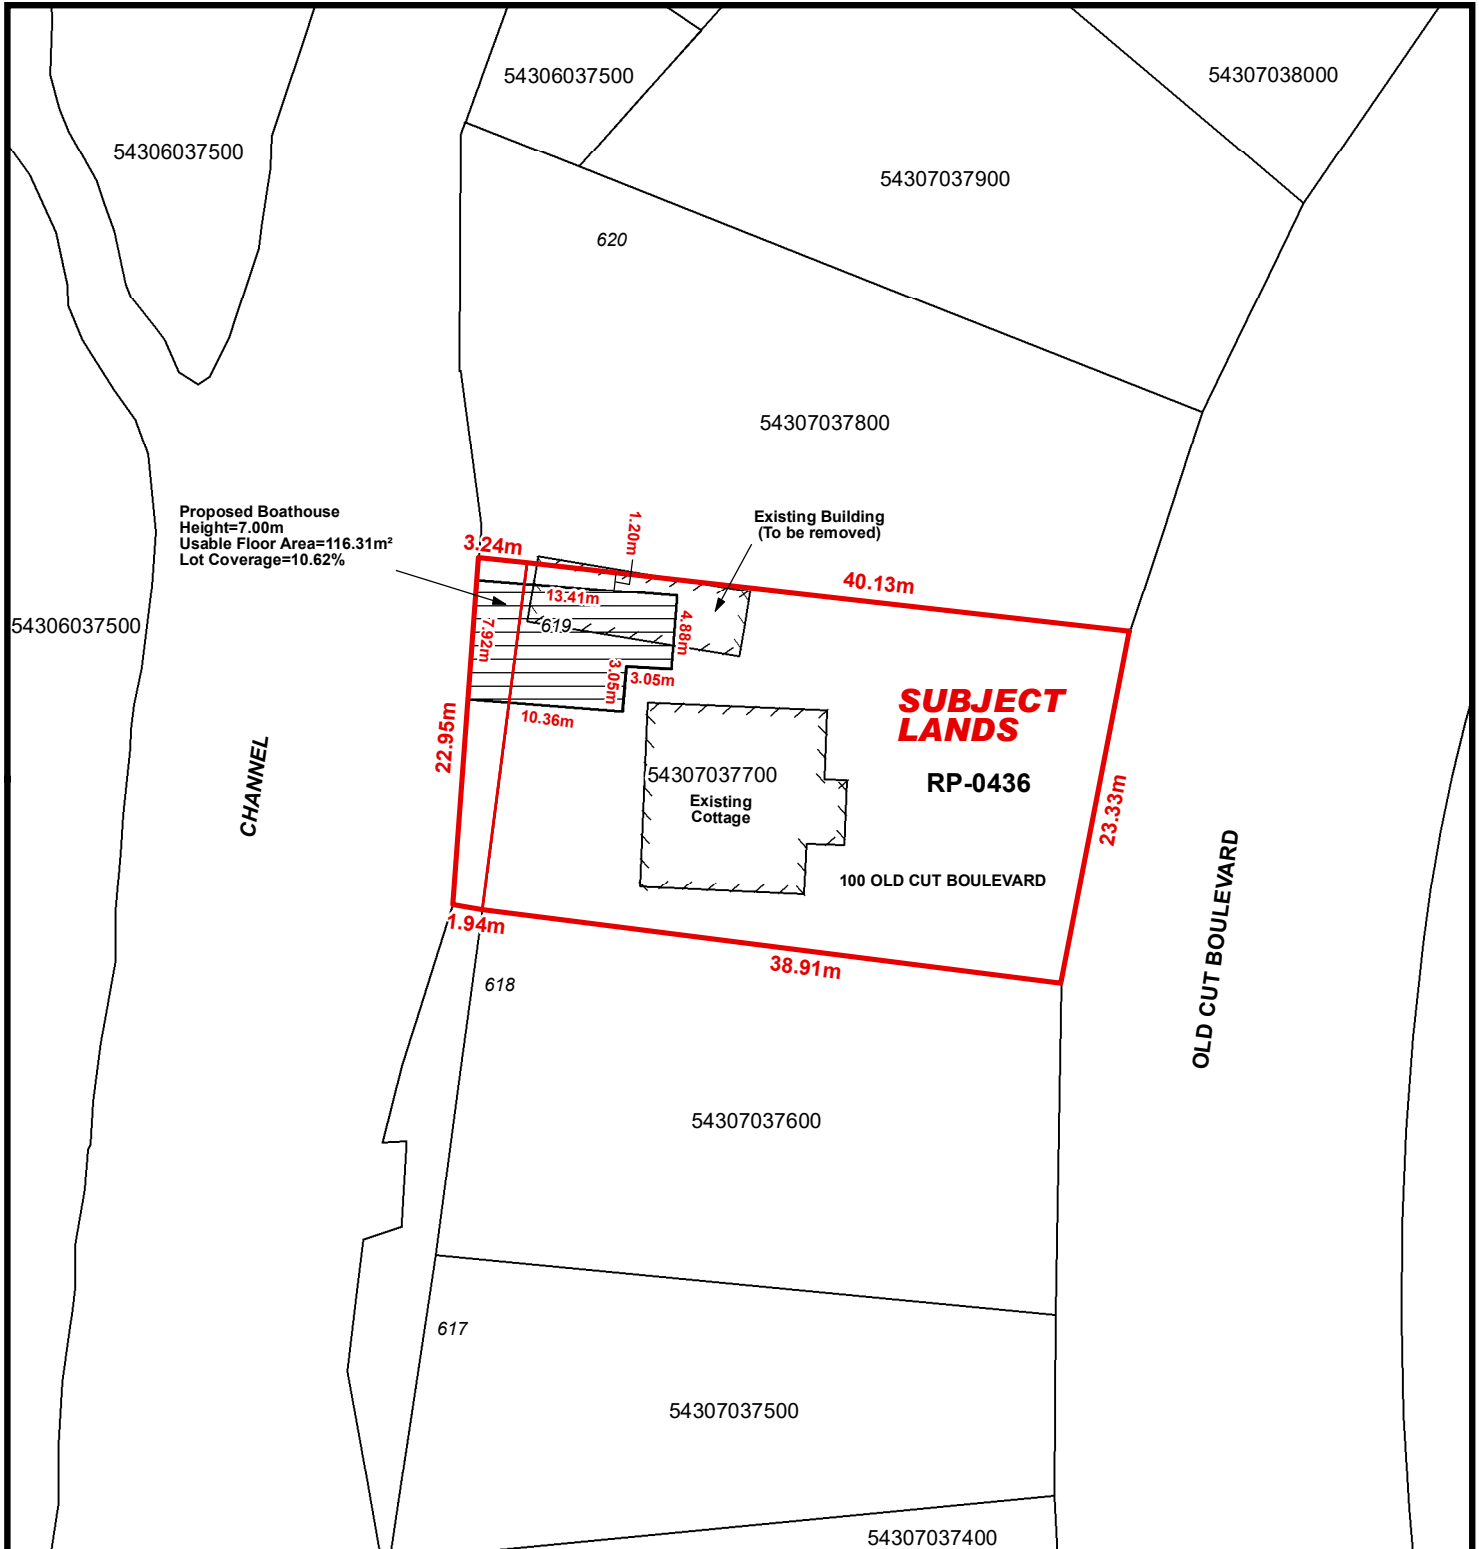 54306037500
54307038000
54306037500
54307037900
620
54307037800
Proposed Boathouse
Height=7.00m
Usable Floor Area=116.31m²
Lot Coverage=10.62%
1.20m
Existing Building
(To be removed)
3.24m
40.13m
13.41m
54306037500
619
7.92m
4.88m
3.05m
3.05m
10.36m
SUBJECT
LANDS
RP-0436
22.95m
CHANNEL
54307037700
Existing
Cottage
23.33m
100 OLD CUT BOULEVARD
OLD CUT BOULEVARD
1.94m
38.91m
618
54307037600
617
54307037500
54307037400